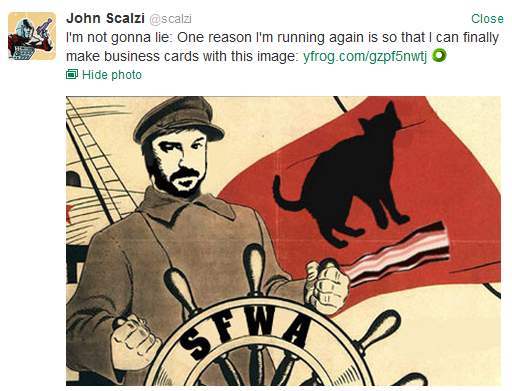 John Scalzi @scalzi Close
I'm not gonna lie: One reason I'm running again is so that I can finally
make business cards with this image: yfrog.com/gzpf5nwtj
Hide photo
SFWA